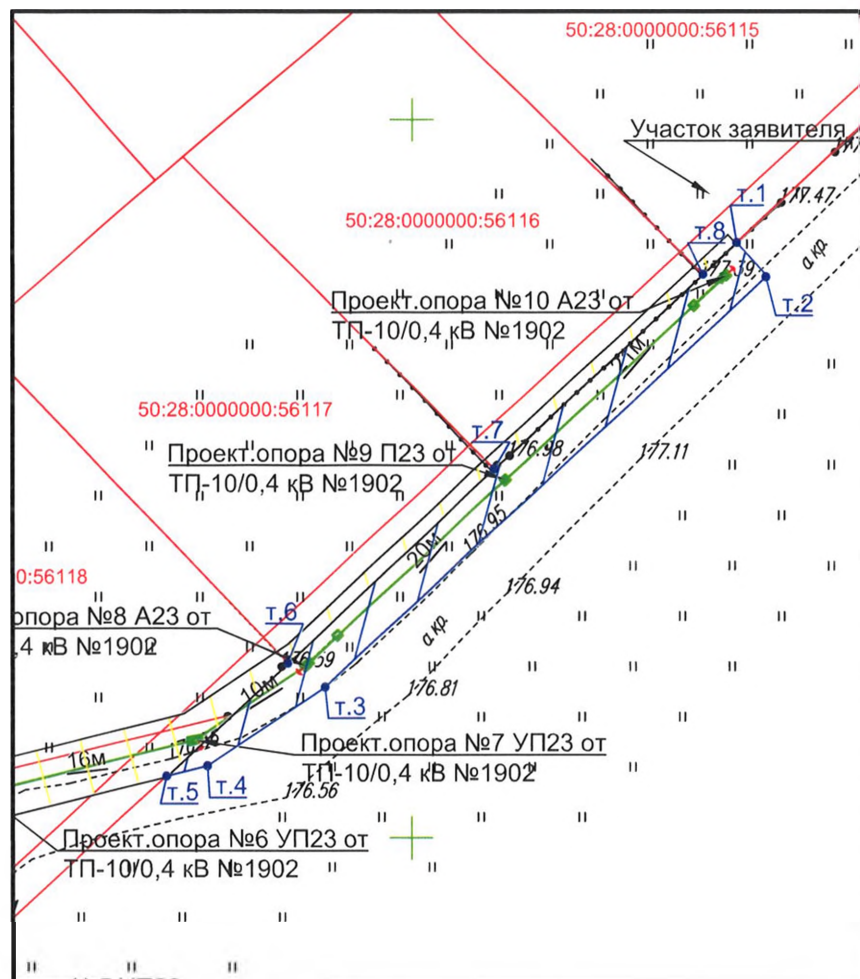 50:28:0000000:56115
Участок заявителя
т.1
177.47
50:28:0000000:56116
т.8
а кр.
177.39
т.2
Проект.опора №10 А23 от
ТП-10/0,4 кВ №1902
21м
50:28:0000000:56117
т.7
176.98
177.11
Проект.опора №9 П23 от
ТП-10/0,4 кВ №1902
176.95
20м
0:56118
176.94
опора №8 А23 от
,4 кВ №1902
т.6
а кр.
10м
176.81
т.3
Проект.опора №7 УП23 от
ТП-10/0,4 кВ №1902
16м
т.4
т.5
176.56
Проект.опора №6 УП23 от
ТП-10/0,4 кВ №1902